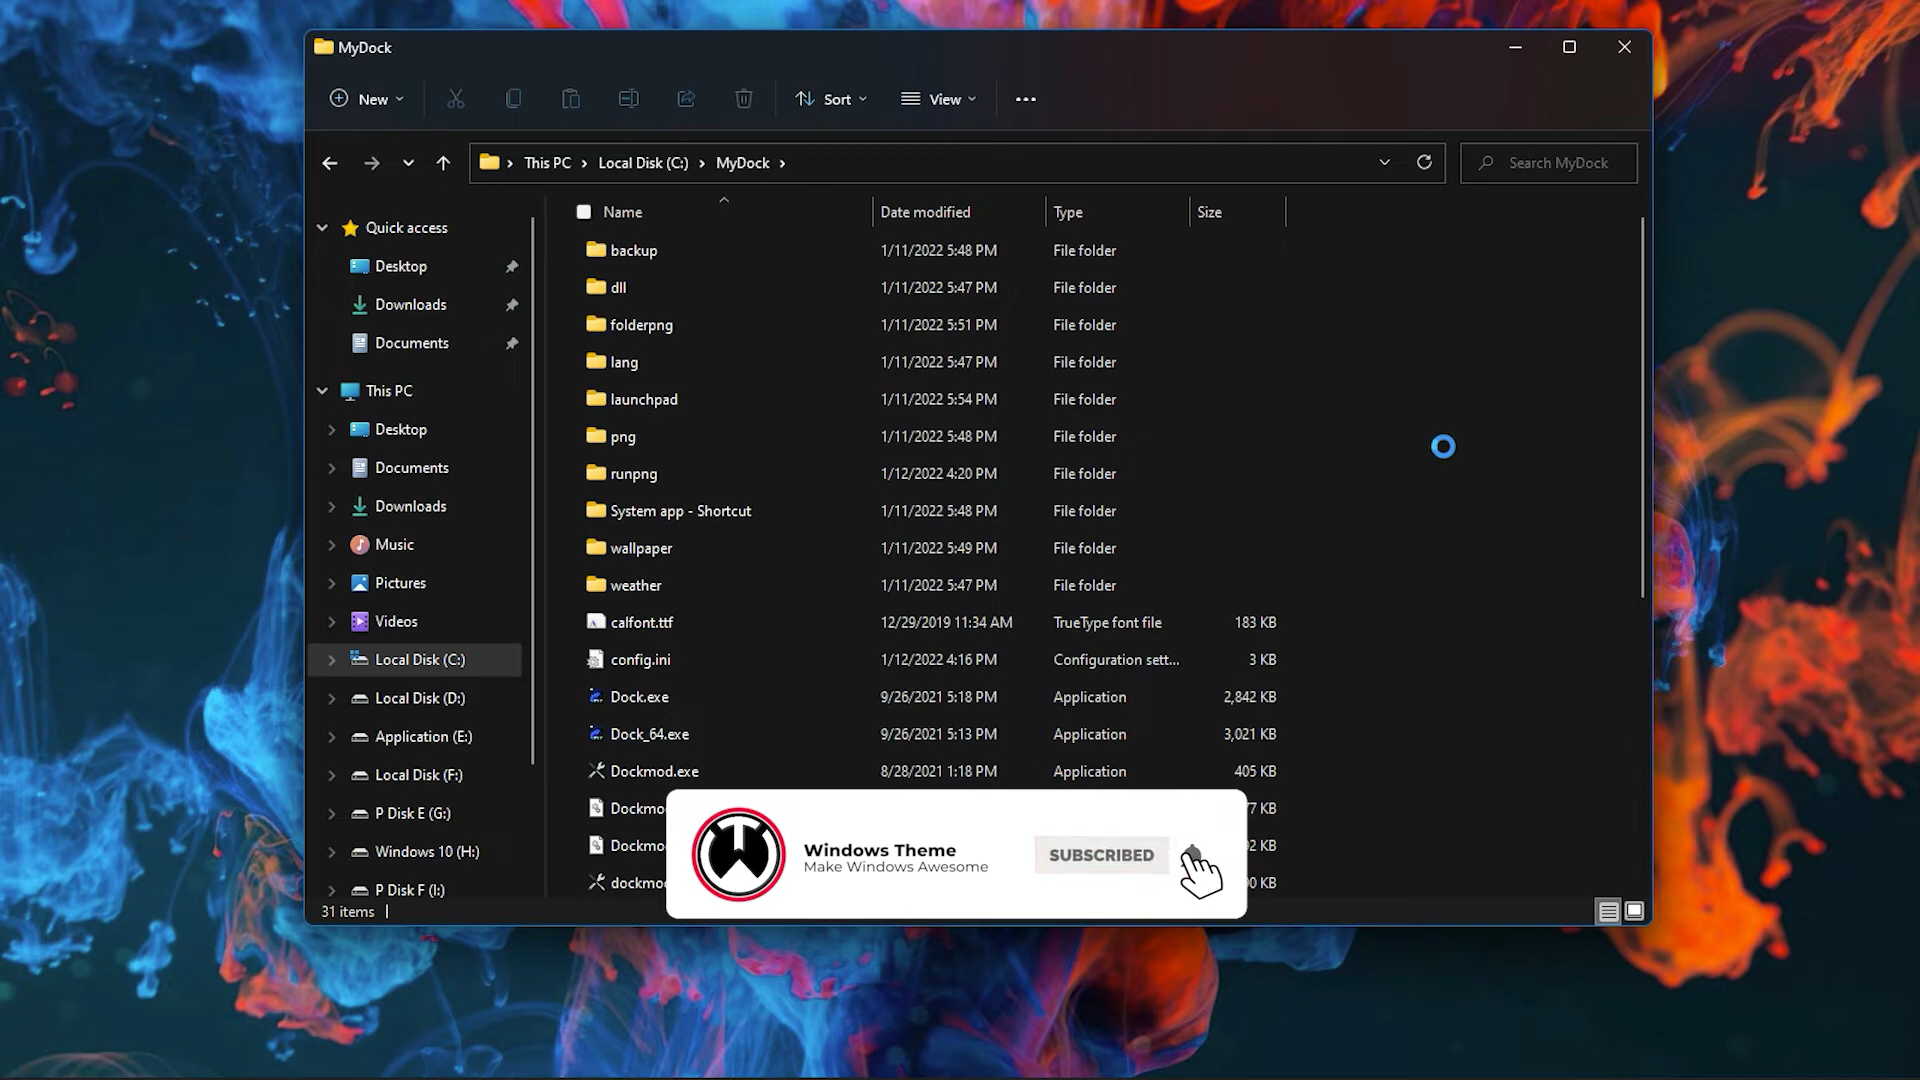 MyDock
New
Sort
View
This PC
Local Disk (C:)
MyDock
Search MyDock
Name
Date modified
Type
Size
Quick access
Desktop
Downloads
Documents
This PC
Desktop
Documents
Downloads
Music
Pictures
Videos
Local Disk (C:)
Local Disk (D:)
Application (E:)
Local Disk (F:)
P Disk E (G:)
Windows 10 (H:)
P Disk F (I:)
backup 1/11/2022 5:48 PM File folder
dll 1/11/2022 5:47 PM File folder
folderpng 1/11/2022 5:51 PM File folder
lang 1/11/2022 5:47 PM File folder
launchpad 1/11/2022 5:54 PM File folder
png 1/11/2022 5:48 PM File folder
runpng 1/12/2022 4:20 PM File folder
System app - Shortcut 1/11/2022 5:48 PM File folder
wallpaper 1/11/2022 5:49 PM File folder
weather 1/11/2022 5:47 PM File folder
calfont.ttf 12/29/2019 11:34 AM TrueType font file 183 KB
config.ini 1/12/2022 4:16 PM Configuration sett... 3 KB
Dock.exe 9/26/2021 5:18 PM Application 2,842 KB
Dock_64.exe 9/26/2021 5:13 PM Application 3,021 KB
Dockmod.exe 8/28/2021 1:18 PM Application 405 KB
KB
KB
KB
Windows Theme
Make Windows Awesome
SUBSCRIBED
31 items